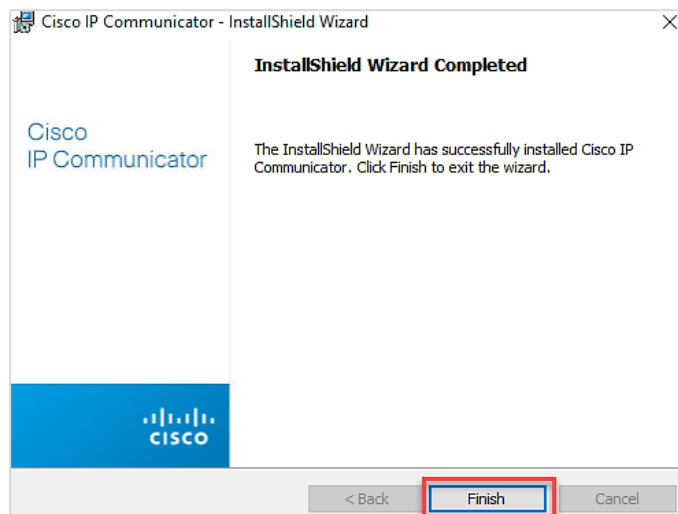 Cisco IP Communicator - InstallShield Wizard
InstallShield Wizard Completed
Cisco
IP Communicator
The InstallShield Wizard has successfully installed Cisco IP
Communicator. Click Finish to exit the wizard.
CISCO
< Back
Finish
Cancel